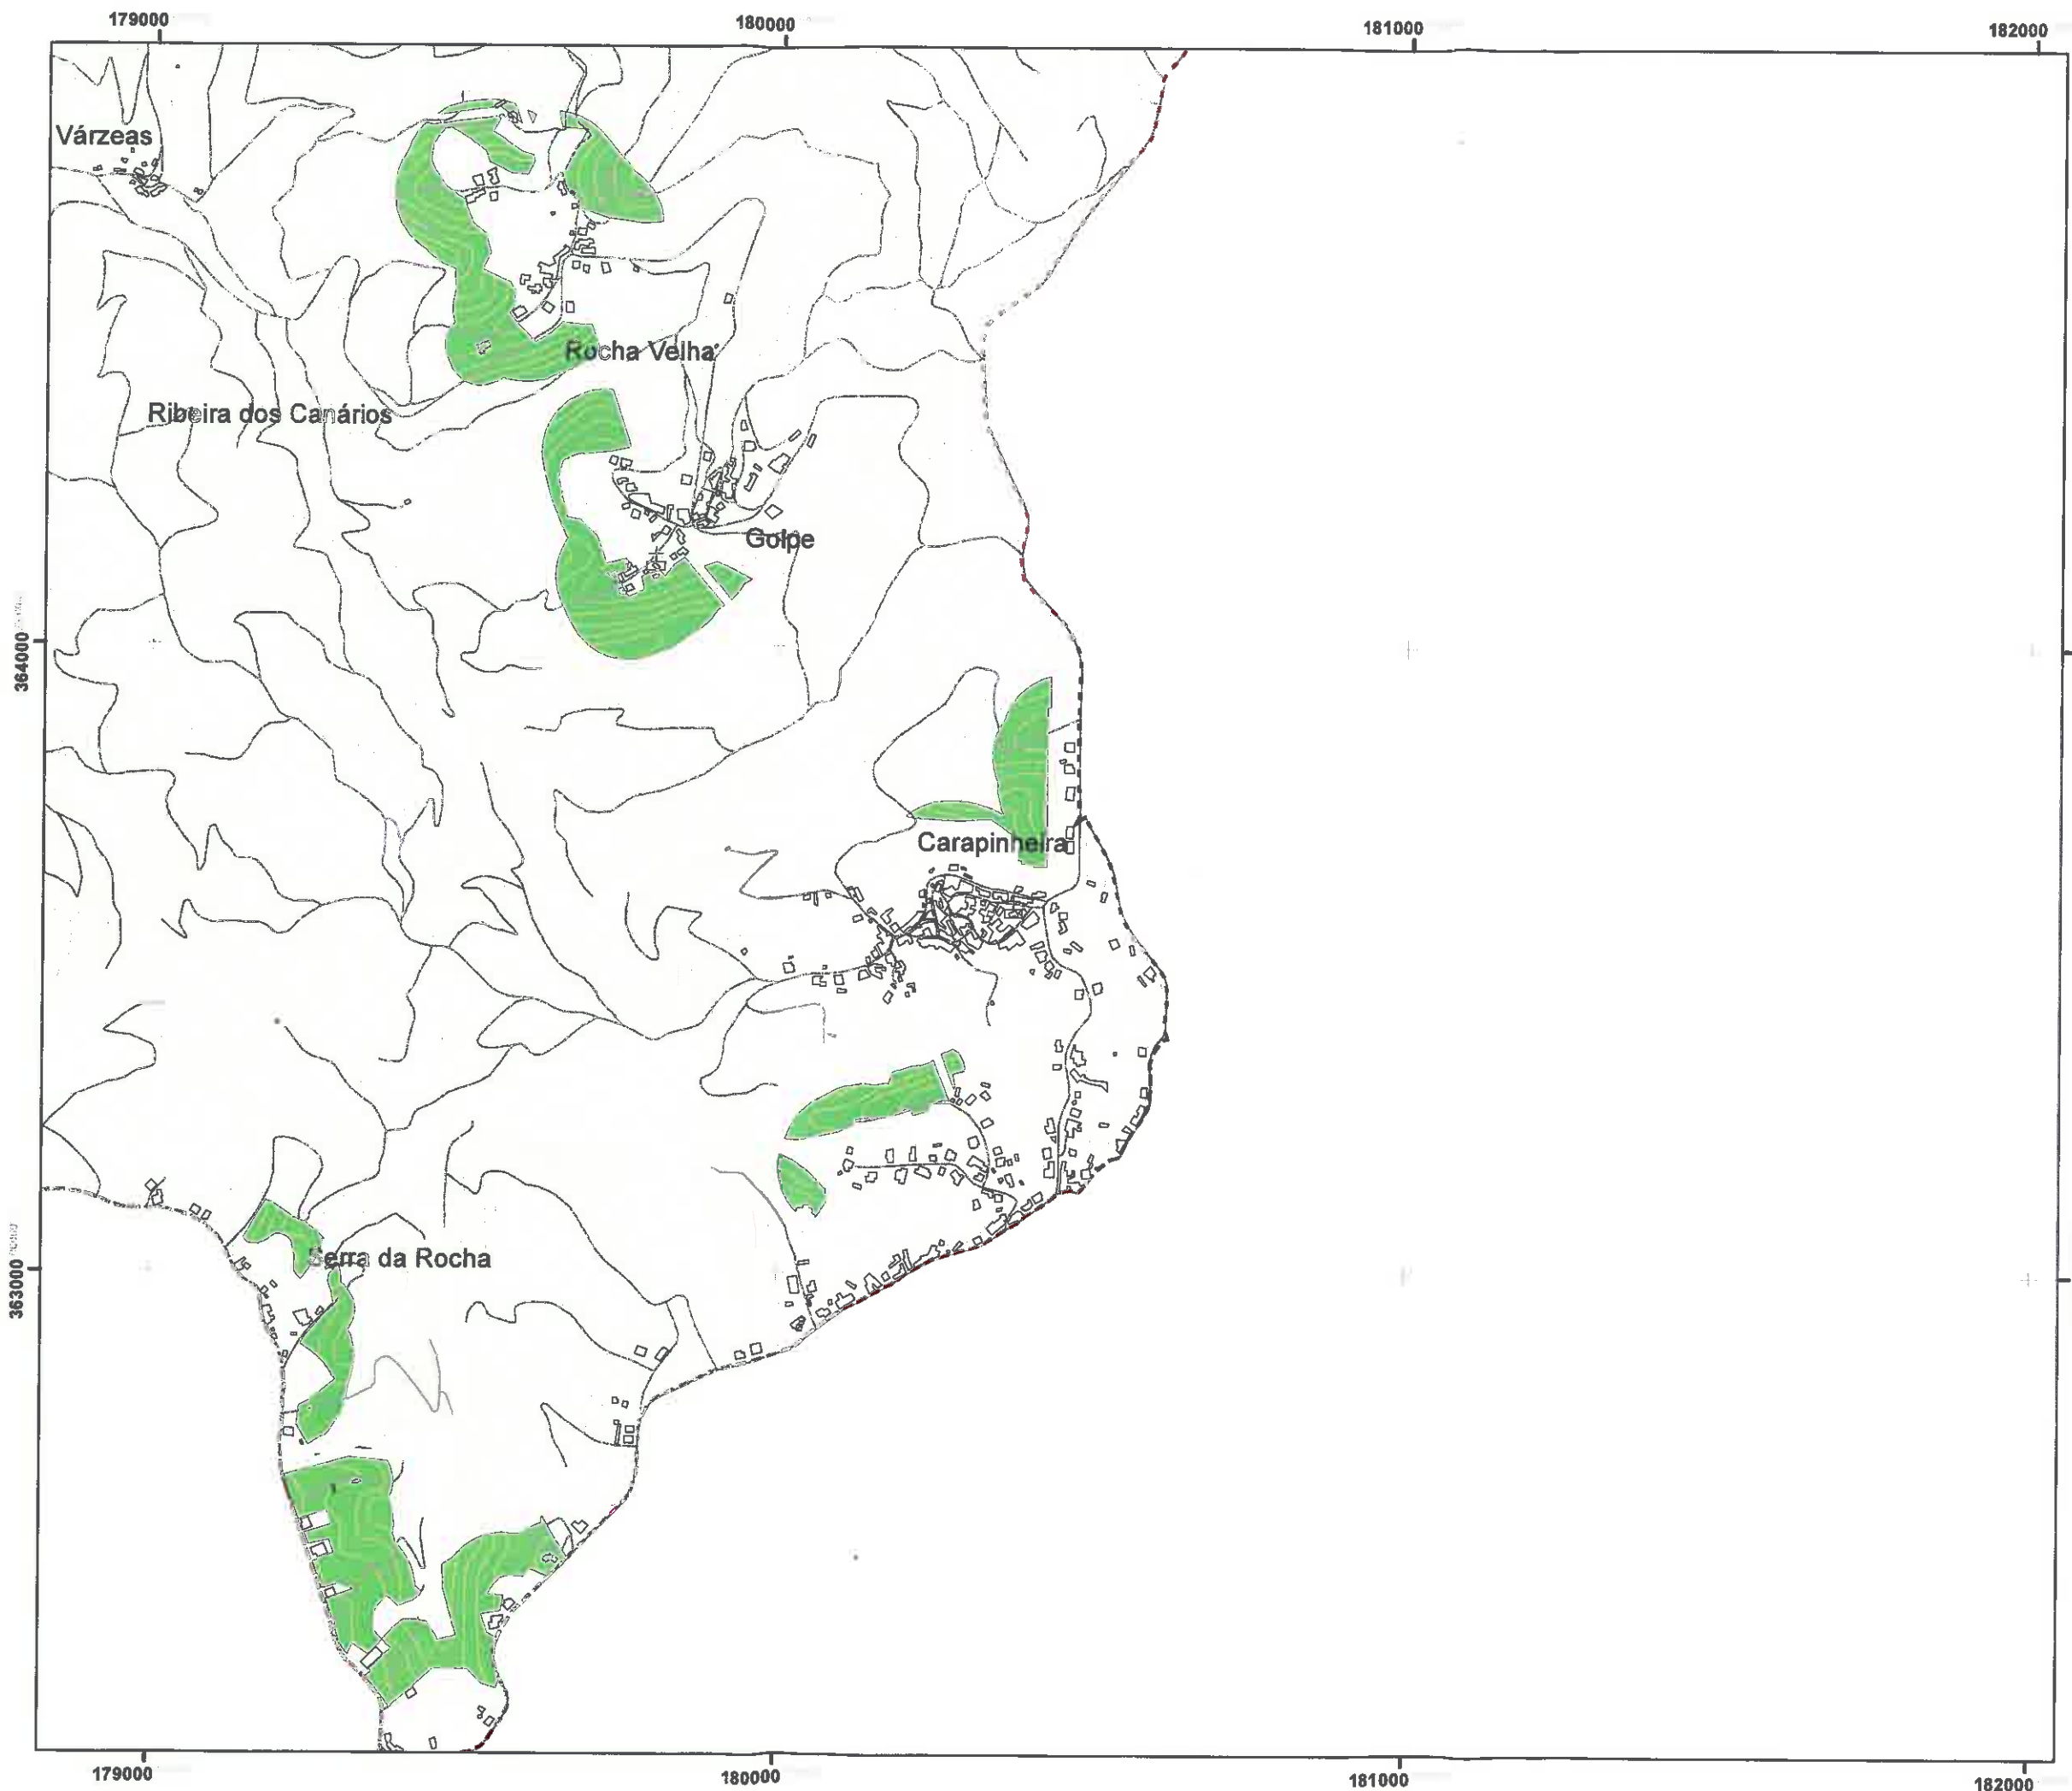 179000
180000
181000
182000
Várzeas
Rocha Velha
Ribeira dos Canários
Golpe
364000
Carapinheira
Serra da Rocha
363000
179000
180000
181000
182000